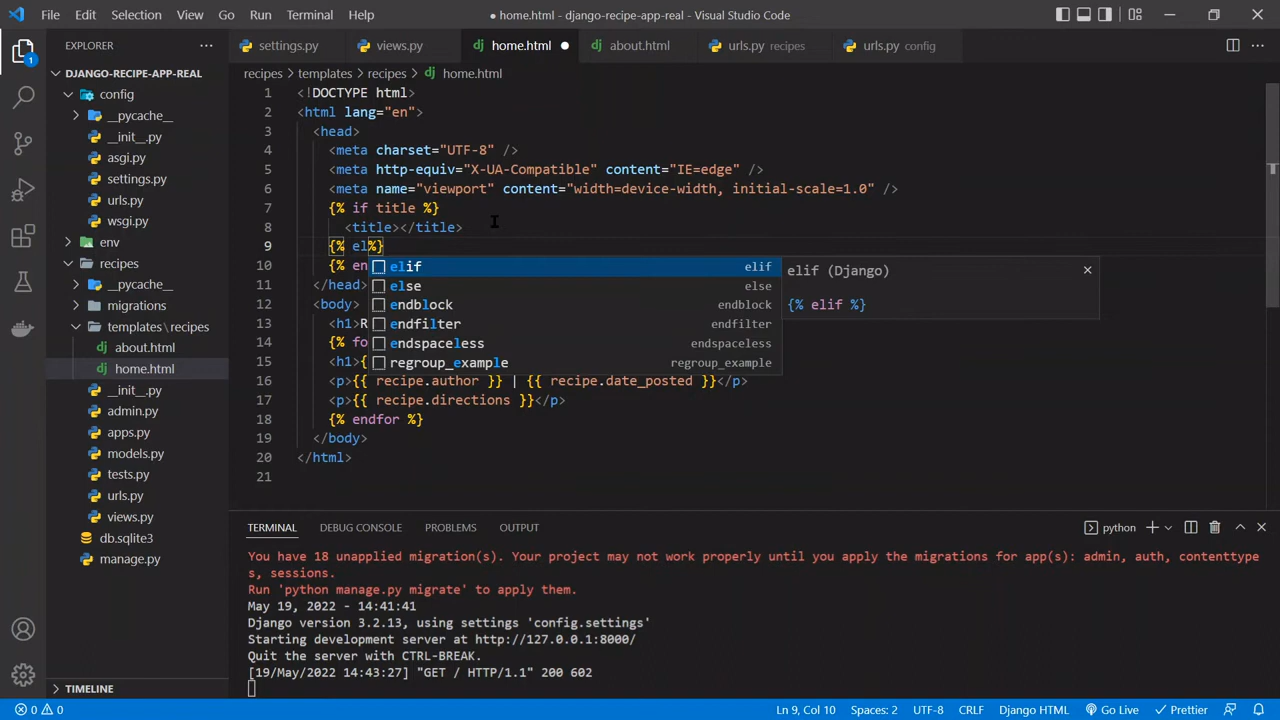 File Edit Selection View Go Run Terminal Help
● home.html - django-recipe-app-real - Visual Studio Code
EXPLORER
1
DJANGO-RECIPE-APP-REAL
config
__pycache__
__init__.py
asgi.py
settings.py
urls.py
wsgi.py
env
recipes
__pycache__
migrations
templates\recipes
about.html
home.html
__init__.py
admin.py
apps.py
models.py
tests.py
urls.py
views.py
db.sqlite3
manage.py
TIMELINE
settings.py views.py home.html about.html urls.py recipes urls.py config
recipes > templates > recipes > home.html
1 <!DOCTYPE html>
2 <html lang="en">
3 <head>
4 <meta charset="UTF-8" />
5 <meta http-equiv="X-UA-Compatible" content="IE=edge" />
6 <meta name="viewport" content="width=device-width, initial-scale=1.0" />
7 {% if title %}
8 <title></title>
9 {% el%}
10 {% en
11 </head>
12 <body>
13 <h1>R
14 {% fo
15 <h1>{
16 <p>{{ recipe.author }} | {{ recipe.date_posted }}</p>
17 <p>{{ recipe.directions }}</p>
18 {% endfor %}
19 </body>
20 </html>
21
elif elif
else else
endblock endblock
endfilter endfilter
endspaceless endspaceless
regroup_example regroup_example
elif (Django)
{% elif %}
TERMINAL DEBUG CONSOLE PROBLEMS OUTPUT python
You have 18 unapplied migration(s). Your project may not work properly until you apply the migrations for app(s): admin, auth, contenttype
s, sessions.
Run 'python manage.py migrate' to apply them.
May 19, 2022 - 14:41:41
Django version 3.2.13, using settings 'config.settings'
Starting development server at http://127.0.0.1:8000/
Quit the server with CTRL-BREAK.
[19/May/2022 14:43:27] "GET / HTTP/1.1" 200 602
0 0 Ln 9, Col 10 Spaces: 2 UTF-8 CRLF Django HTML Go Live Prettier